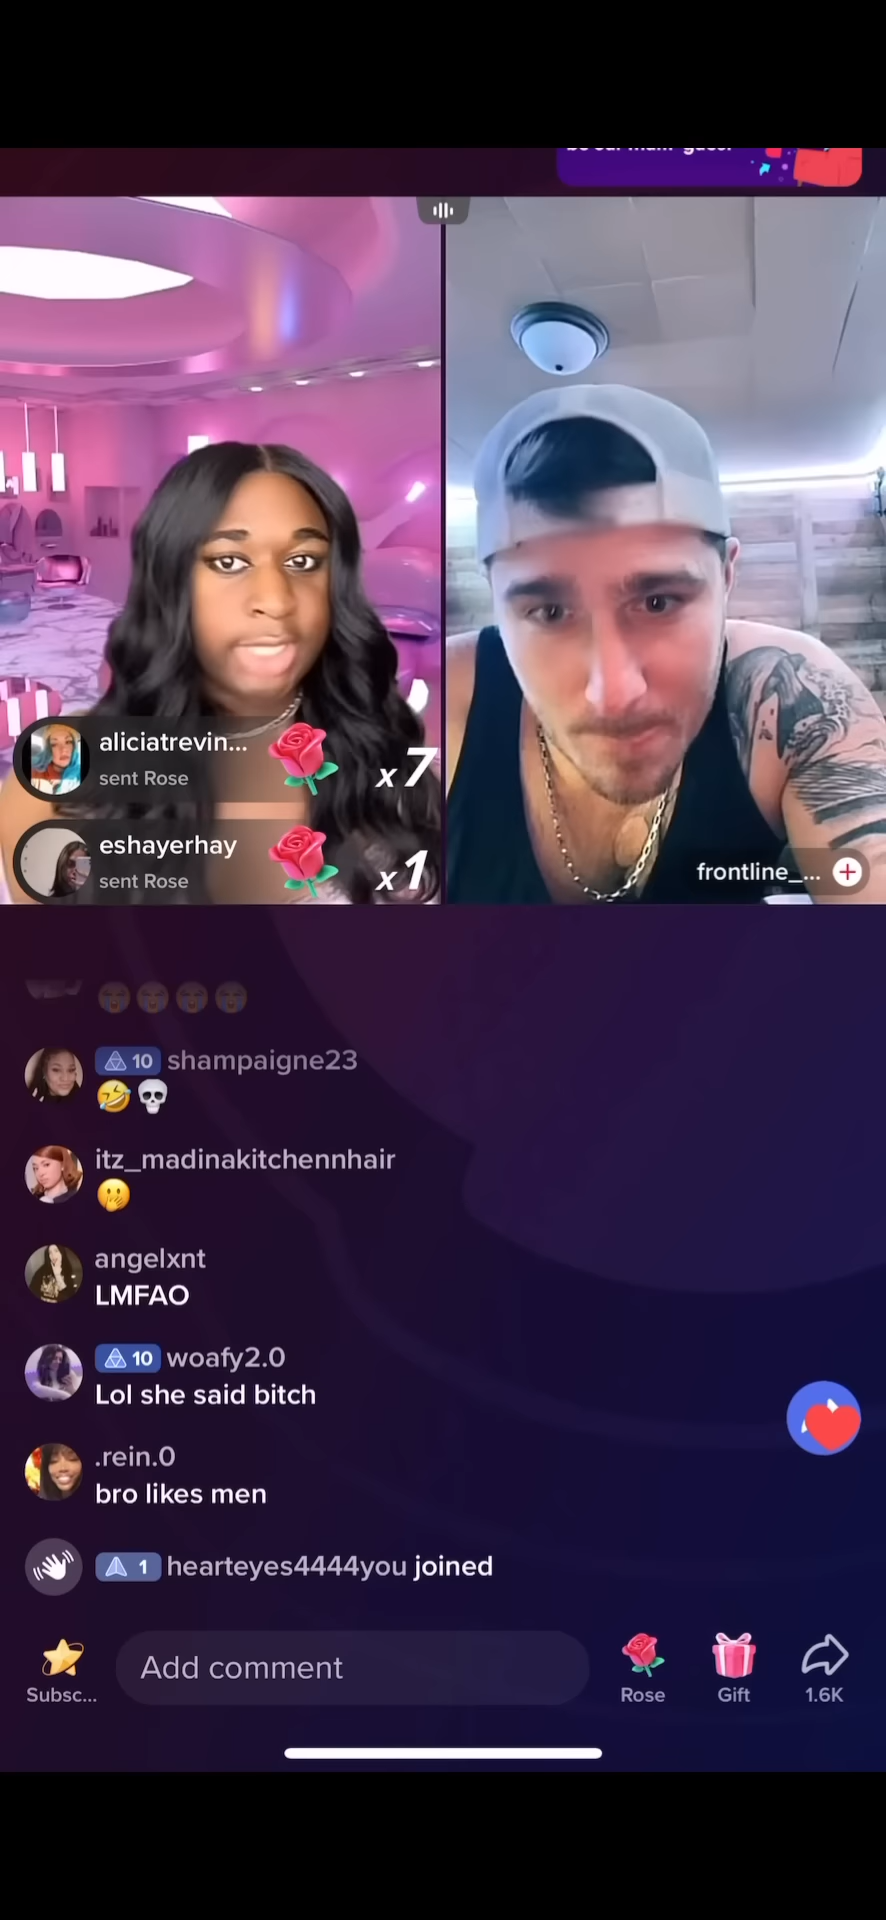 aliciatrevin...
sent Rose
x7
eshayerhay
sent Rose
x1
frontline_...
10 shampaigne23
🤣💀
itz_madinakitchennhair
🤭
angelxnt
LMFAO
10 woafy2.0
Lol she said bitch
.rein.0
bro likes men
1 hearteyes4444you joined
Subsc...
Add comment
Rose
Gift
1.6K